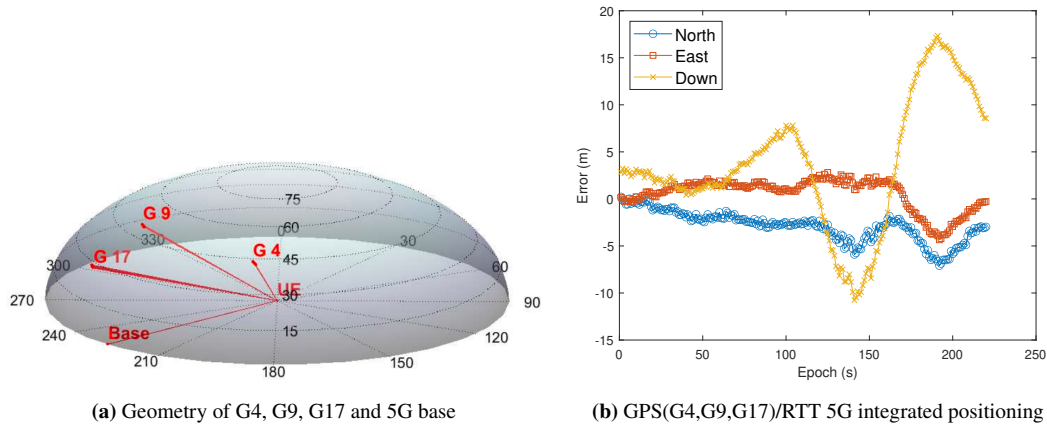 G 9
330
0
75
60
30
G 4
45
G 17
300
60
UE
30
270
90
15
Base
240
120
210
150
180
(a) Geometry of G4, G9, G17 and 5G base
20
15
10
5
0
-5
-10
-15
Error (m)
North
East
Down
0
50
100
150
200
250
Epoch (s)
(b) GPS(G4,G9,G17)/RTT 5G integrated positioning